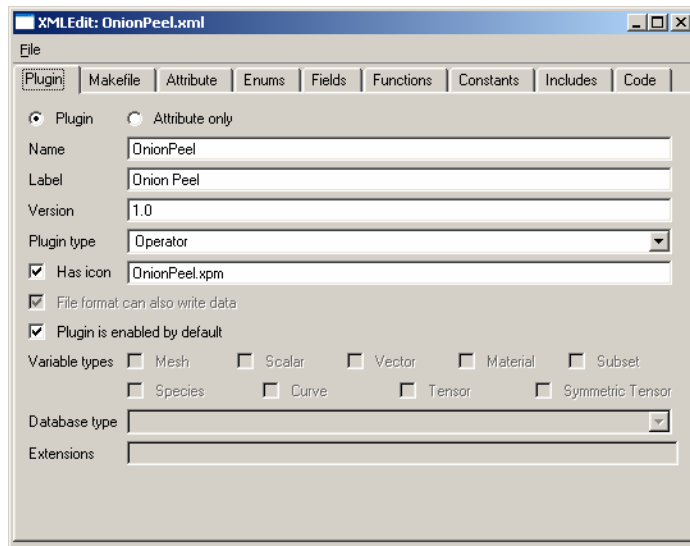 XMLEdit: OnionPeel.xml
File
Plugin Makefile Attribute Enums Fields Functions Constants Includes Code
Plugin Attribute only
Name OnionPeel
Label Onion Peel
Version 1.0
Plugin type Operator
Has icon OnionPeel.xpm
File format can also write data
Plugin is enabled by default
Variable types Mesh Scalar Vector Material Subset
Species Curve Tensor Symmetric Tensor
Database type
Extensions